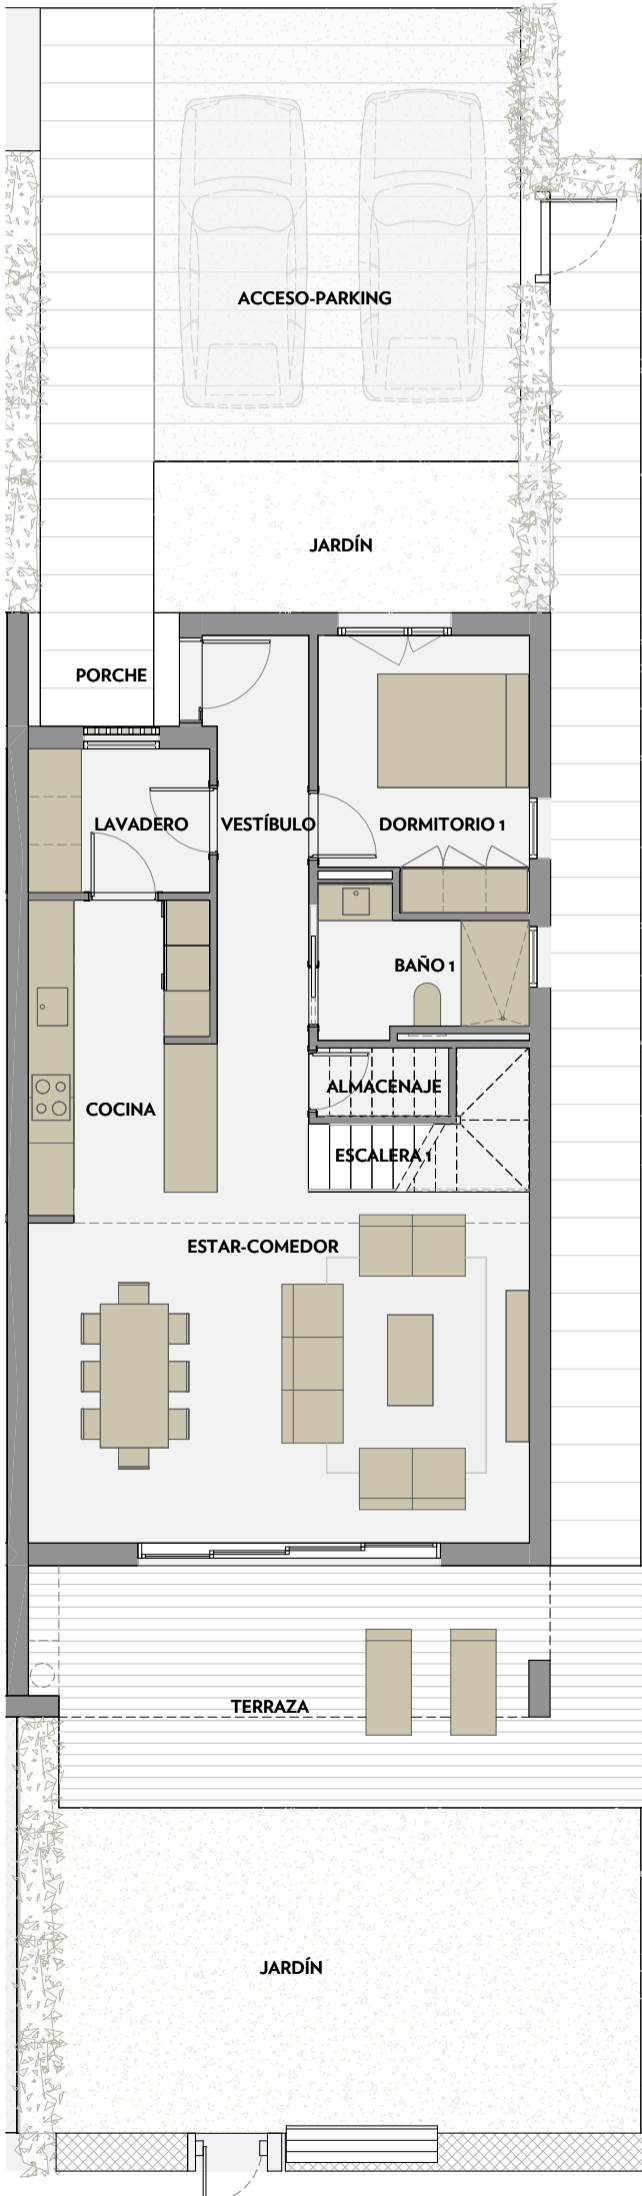 ACCESO-PARKING
JARDÍN
PORCHE
LAVADERO
VESTÍBULO
DORMITORIO 1
BAÑO 1
ALMACENAJE
COCINA
ESCALERA 1
ESTAR-COMEDOR
TERRAZA
JARDÍN